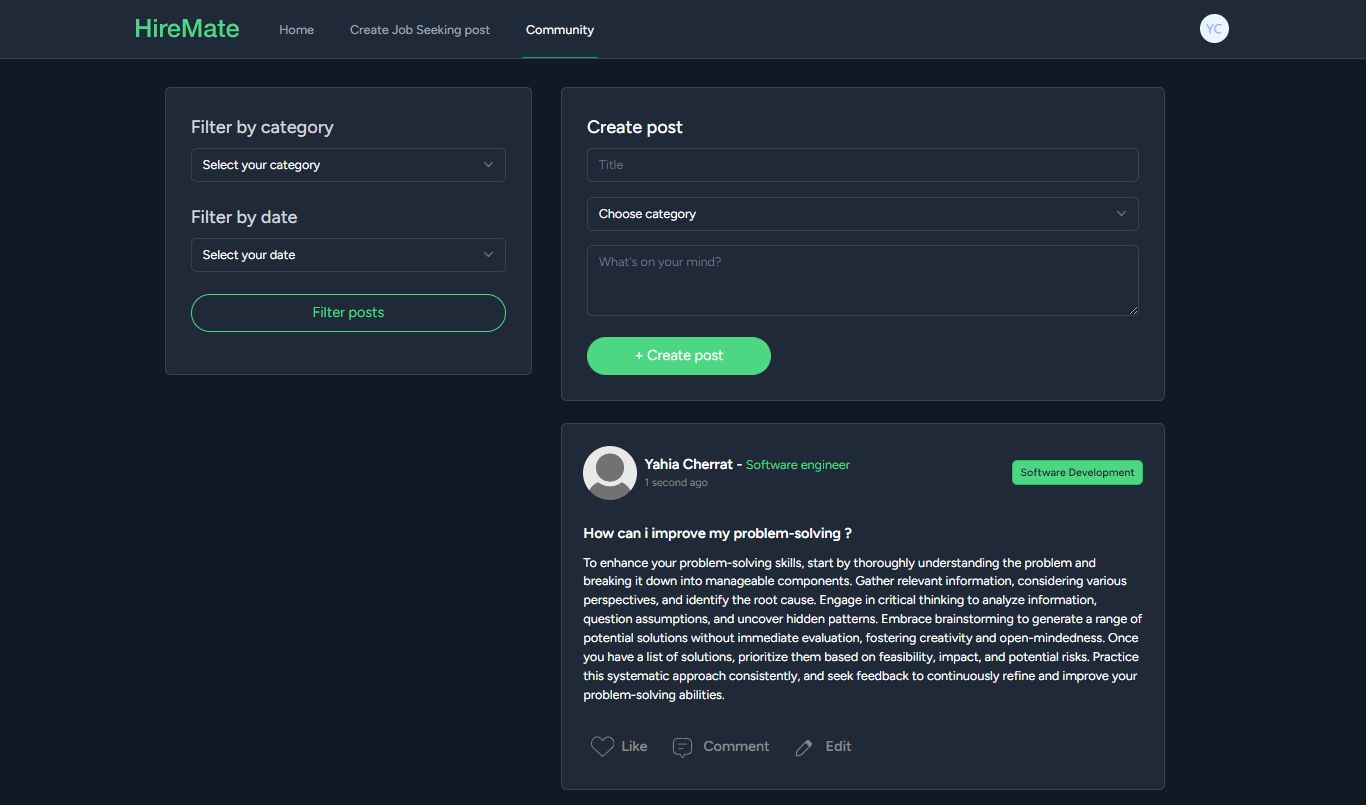 HireMate
Home
Create Job Seeking post
Community
YC
Filter by category
Select your category
Filter by date
Select your date
Filter posts
Create post
Title
Choose category
What's on your mind?
+ Create post
Yahia Cherrat - Software engineer
1 second ago
Software Development
How can i improve my problem-solving ?
To enhance your problem-solving skills, start by thoroughly understanding the problem and
breaking it down into manageable components. Gather relevant information, considering various
perspectives, and identify the root cause. Engage in critical thinking to analyze information,
question assumptions, and uncover hidden patterns. Embrace brainstorming to generate a range of
potential solutions without immediate evaluation, fostering creativity and open-mindedness. Once
you have a list of solutions, prioritize them based on feasibility, impact, and potential risks. Practice
this systematic approach consistently, and seek feedback to continuously refine and improve your
problem-solving abilities.
Like
Comment
Edit